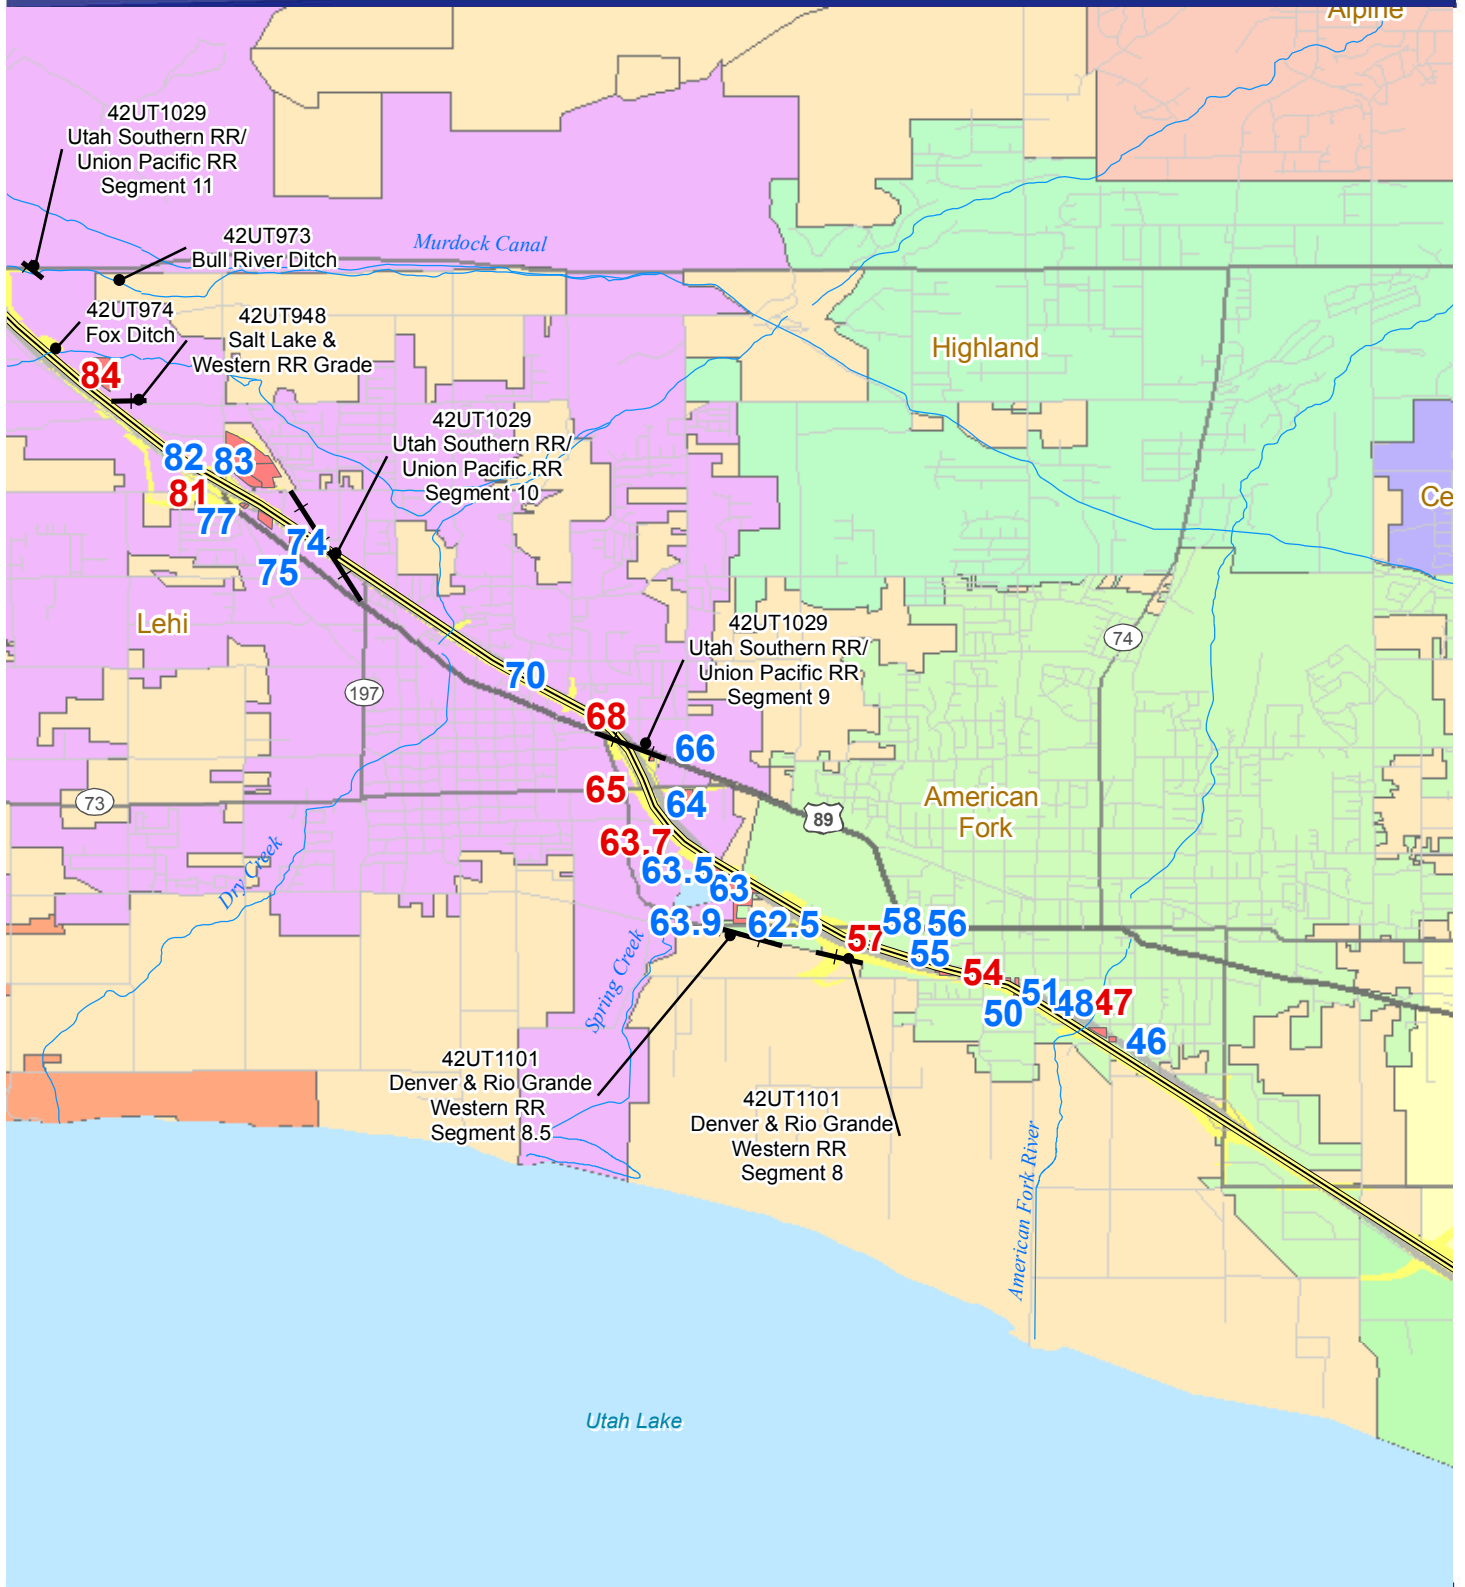 Alpine
42UT1029
Utah Southern RR/
Union Pacific RR
Segment 11
42UT973
Bull River Ditch
Murdock Canal
42UT974
Fox Ditch
42UT948
Salt Lake &
Western RR Grade
Highland
84
42UT1029
Utah Southern RR/
Union Pacific RR
Segment 10
82
83
81
77
74
75
Ce
Lehi
42UT1029
Utah Southern RR/
Union Pacific RR
Segment 9
74
197
70
68
66
65
64
73
89
American
Fork
63.7
63.5
63
Dry Creek
63.9
62.5
57
58
56
55
54
51
50
48
47
46
Spring Creek
42UT1101
Denver & Rio Grande
Western RR
Segment 8.5
42UT1101
Denver & Rio Grande
Western RR
Segment 8
American Fork River
Utah Lake